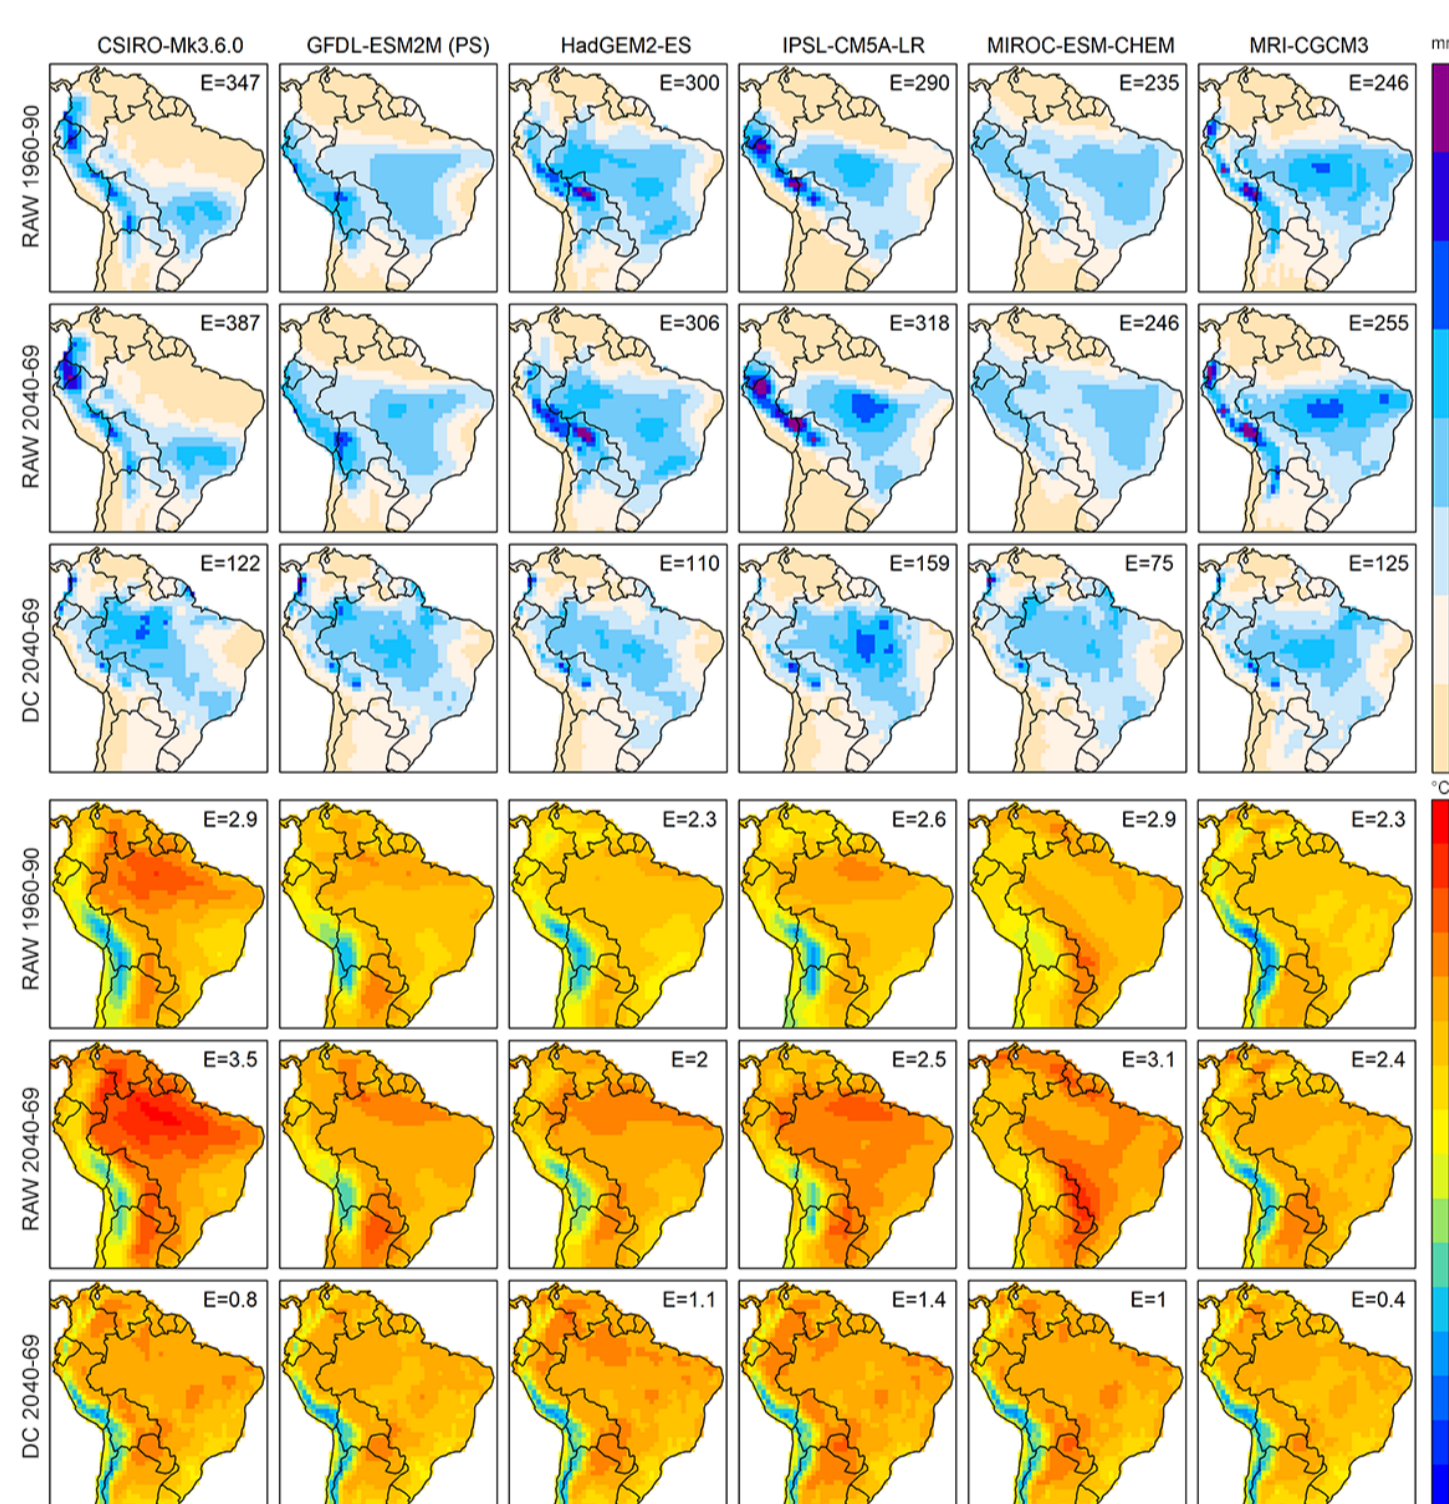 CSIRO-Mk3.6.0 GFDL-ESM2M (PS) HadGEM2-ES IPSL-CM5A-LR MIROC-ESM-CHEM MRI-CGCM3
RAW 1960-90 E=347 E=300 E=290 E=235 E=246
RAW 2040-69 E=387 E=306 E=318 E=246 E=255
DC 2040-69 E=122 E=110 E=159 E=75 E=125
°C
RAW 1960-90 E=2.9 E=2.3 E=2.6 E=2.9 E=2.3
RAW 2040-69 E=3.5 E=2 E=2.5 E=3.1 E=2.4
DC 2040-69 E=0.8 E=1.1 E=1.4 E=1 E=0.4